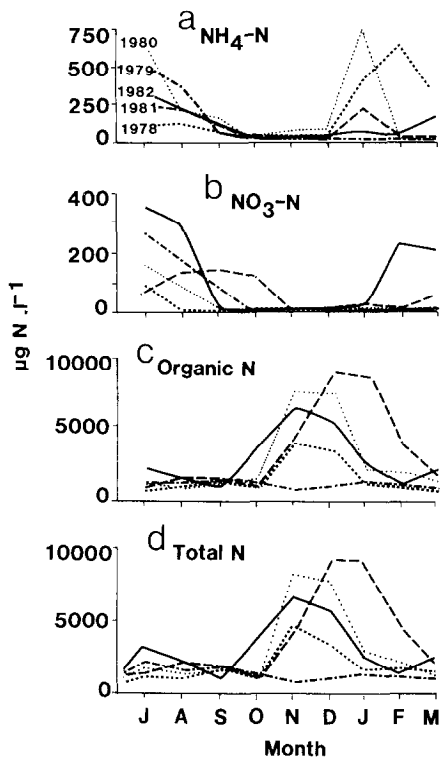 a NH₄-N
750
500
250
0
1980
1979
1982
1981
1978
b NO₃-N
400
200
0
µg N .l⁻¹
c Organic N
10000
5000
0
d Total N
10000
5000
0
J A S O N D J F M
Month